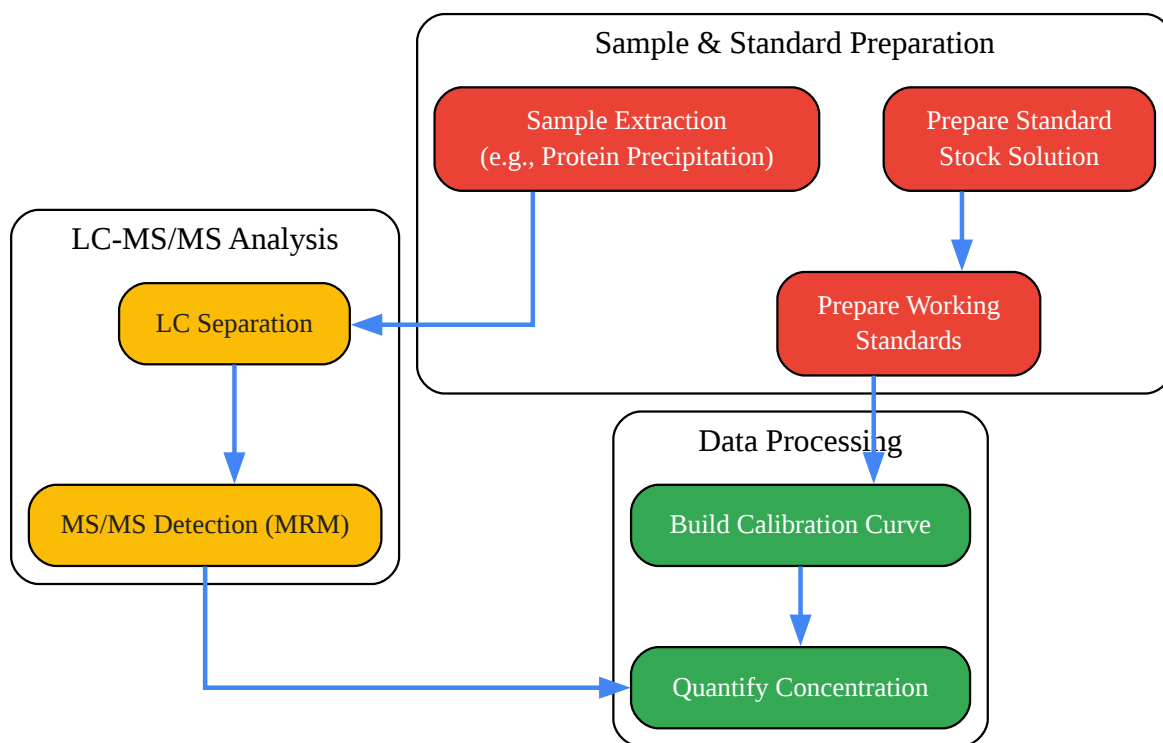 Sample & Standard Preparation
Sample Extraction
(e.g., Protein Precipitation)
Prepare Standard
Stock Solution
LC-MS/MS Analysis
LC Separation
Prepare Working
Standards
Data Processing
MS/MS Detection (MRM)
Build Calibration Curve
Quantify Concentration